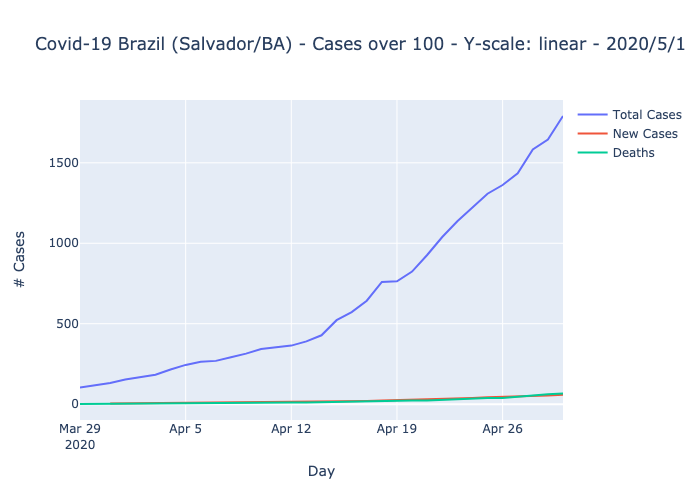 Covid-19 Brazil (Salvador/BA) - Cases over 100 - Y-scale: linear - 2020/5/1
Total Cases
New Cases
Deaths
1500
1000
500
0
# Cases
Mar 29
2020
Apr 5
Apr 12
Apr 19
Apr 26
Day